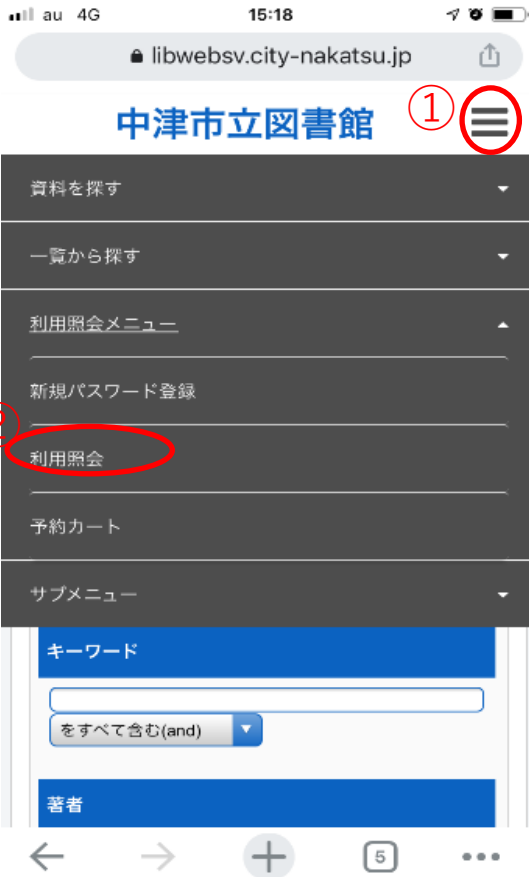 au 4G 15:18
libwebsv.city-nakatsu.jp
中津市立図書館 ①
資料を探す
一覧から探す
利用照会メニュー
新規パスワード登録
利用照会
予約カート
サブメニュー
キーワード
をすべて含む(and)
著者
5